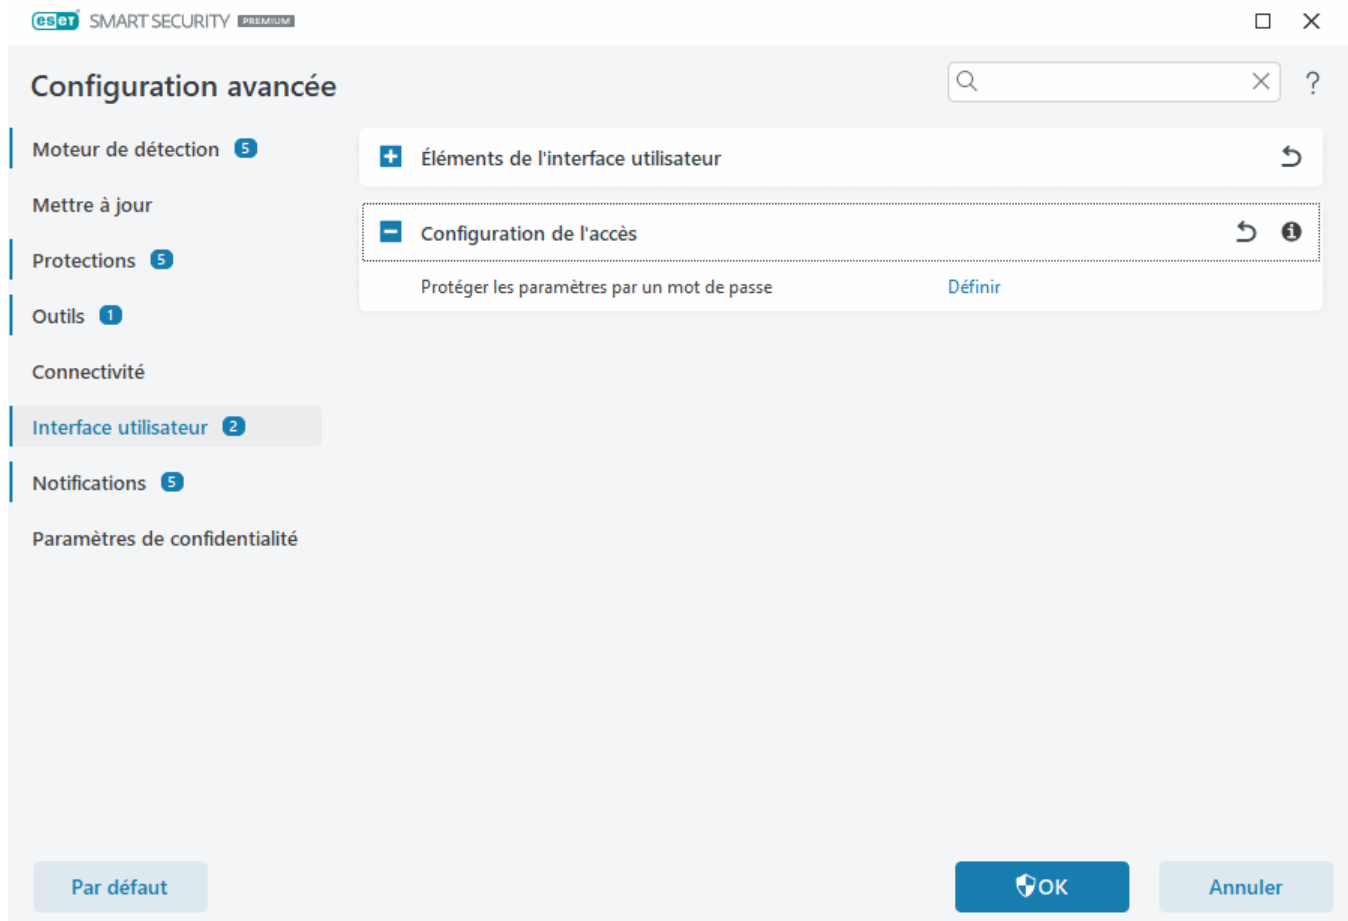 eset SMART SECURITY PREMIUM
Configuration avancée
?
Moteur de détection 5
Mettre à jour
Protections 5
Outils 1
Connectivité
Interface utilisateur 2
Notifications 5
Paramètres de confidentialité
Éléments de l'interface utilisateur
Configuration de l'accès
Protéger les paramètres par un mot de passe Définir
Par défaut
OK
Annuler